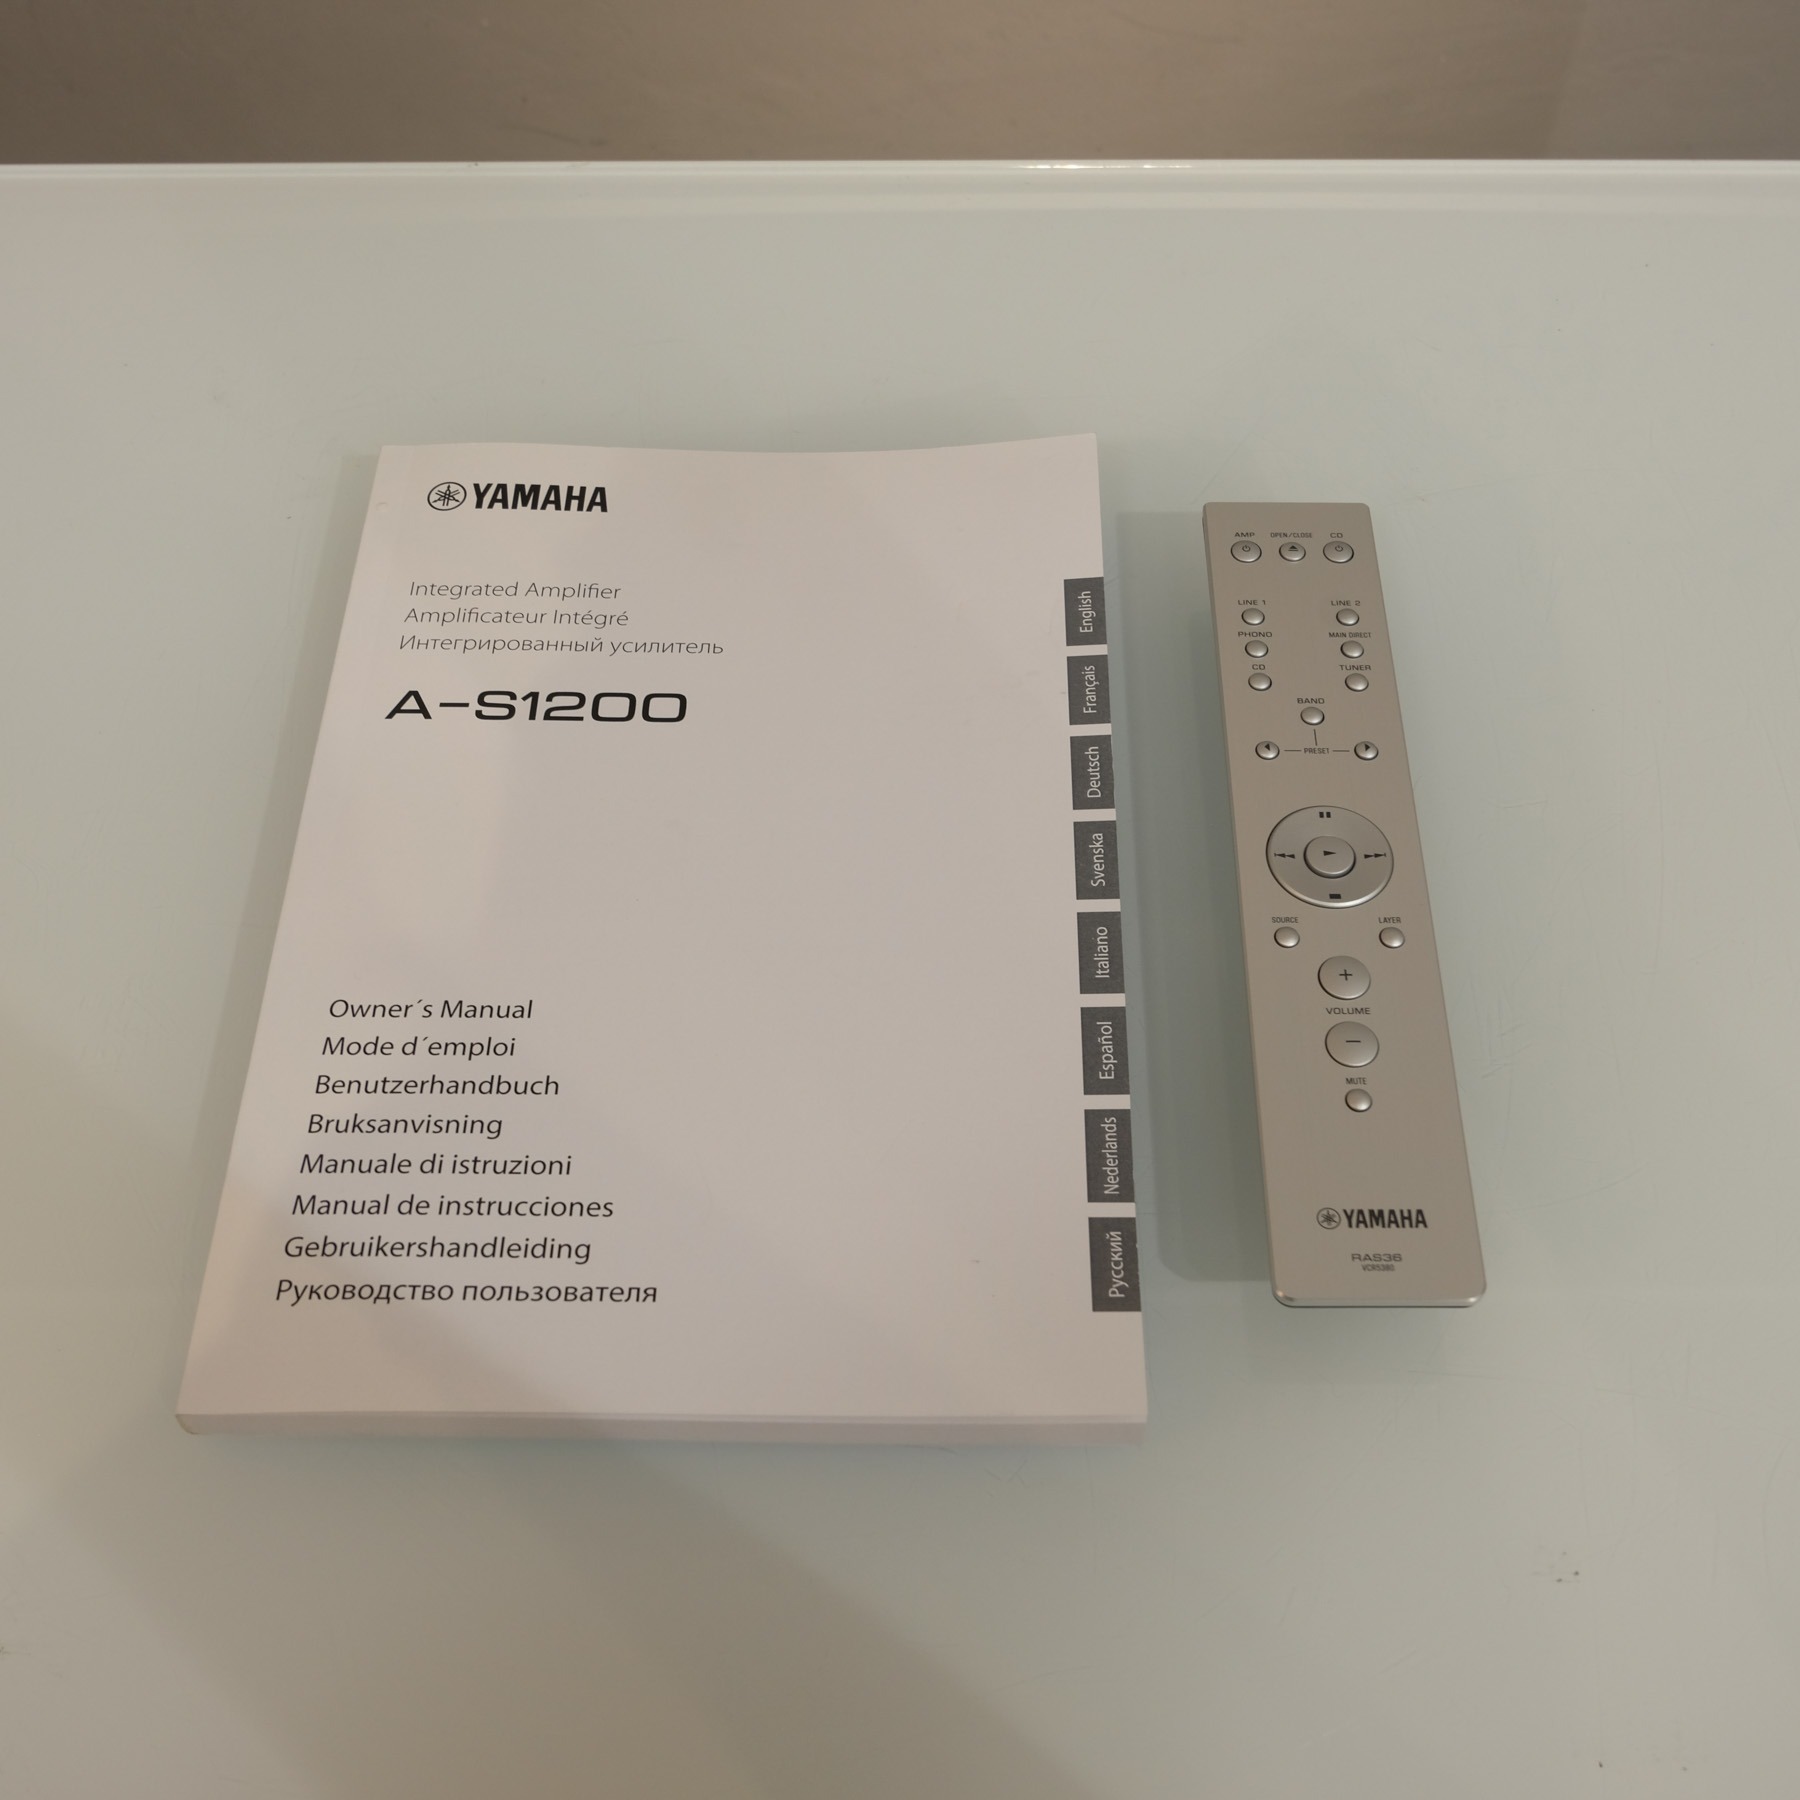 YAMAHA
Integrated Amplifier
Amplificateur Intégré
Интегрированный усилитель
A-S1200
Owner´s Manual
Mode d´emploi
Benutzerhandbuch
Bruksanvisning
Manuale di istruzioni
Manual de instrucciones
Gebruikershandleiding
Руководство пользователя
English
Français
Deutsch
Svenska
Italiano
Español
Nederlands
Русский
AMP OPEN/CLOSE CD
LINE 1 LINE 2
PHONO MAIN DIRECT
CD TUNER
BAND
PRESET
SOURCE LAYER
VOLUME
MUTE
YAMAHA
RAS36
VCR5380